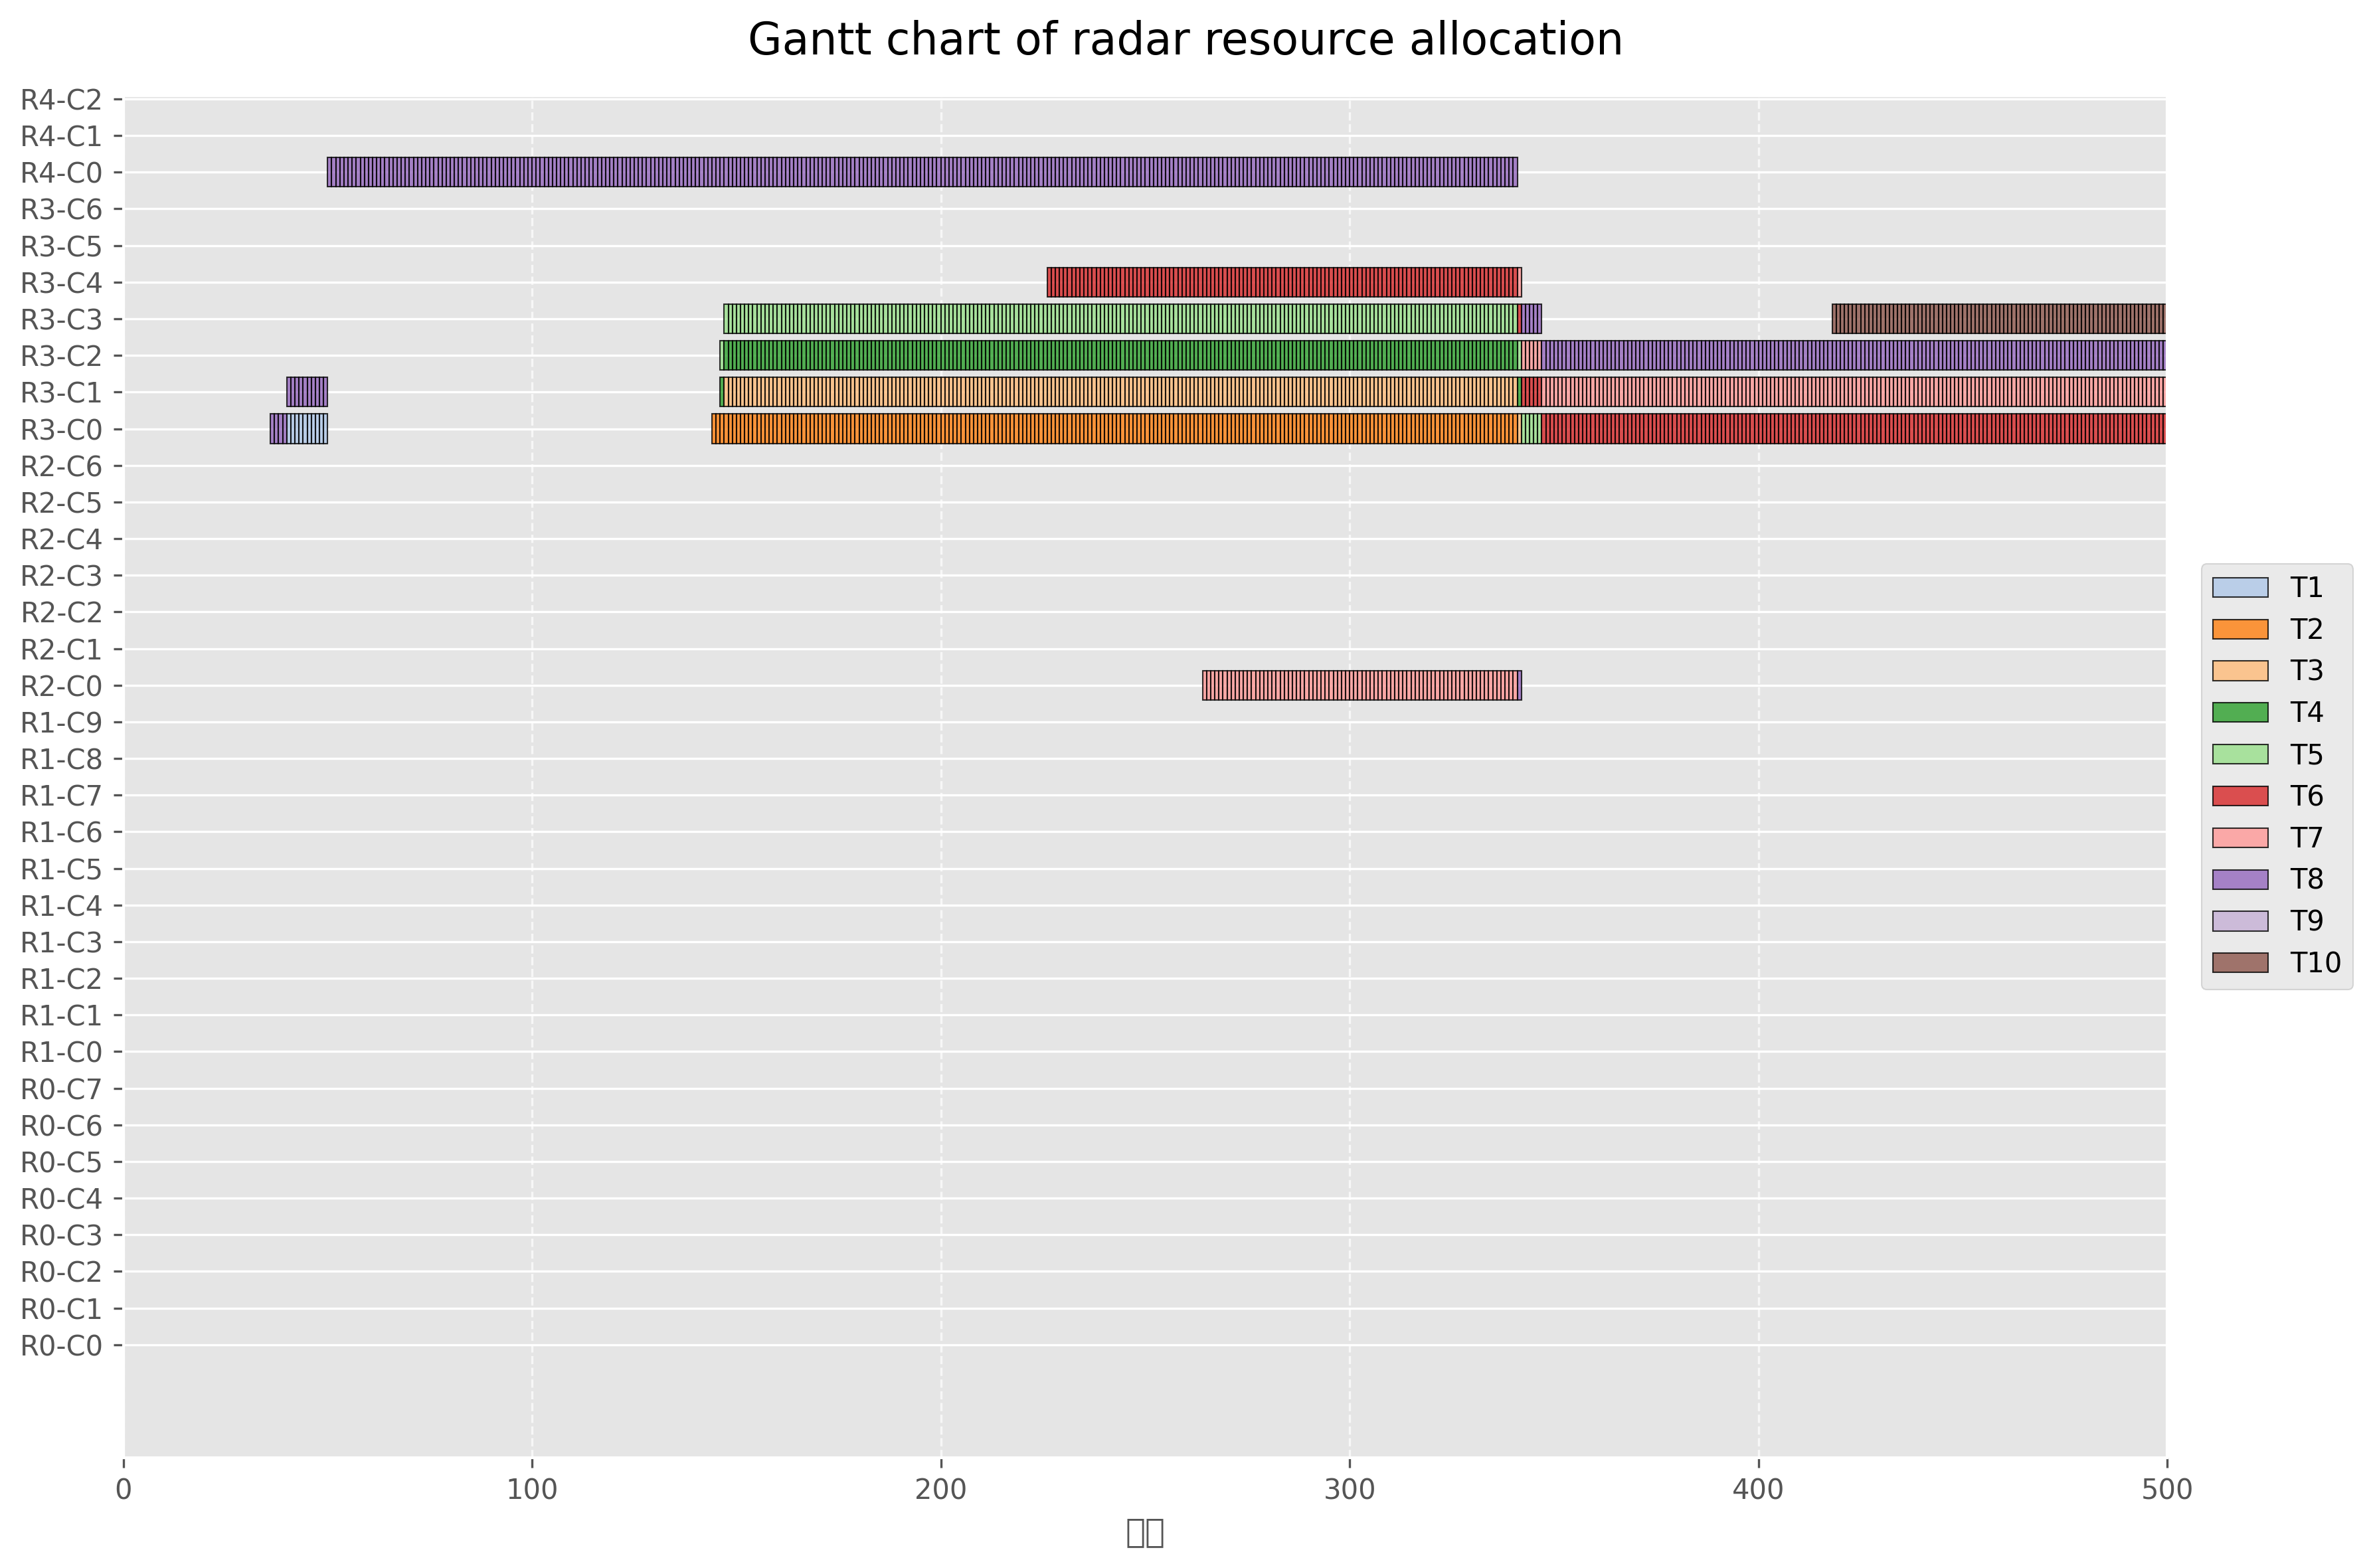 Gantt chart of radar resource allocation
R4-C2
R4-C1
R4-C0
R3-C6
R3-C5
R3-C4
R3-C3
R3-C2
R3-C1
R3-C0
R2-C6
R2-C5
R2-C4
R2-C3
R2-C2
R2-C1
R2-C0
R1-C9
R1-C8
R1-C7
R1-C6
R1-C5
R1-C4
R1-C3
R1-C2
R1-C1
R1-C0
R0-C7
R0-C6
R0-C5
R0-C4
R0-C3
R0-C2
R0-C1
R0-C0
0 100 200 300 400 500
T1
T2
T3
T4
T5
T6
T7
T8
T9
T10